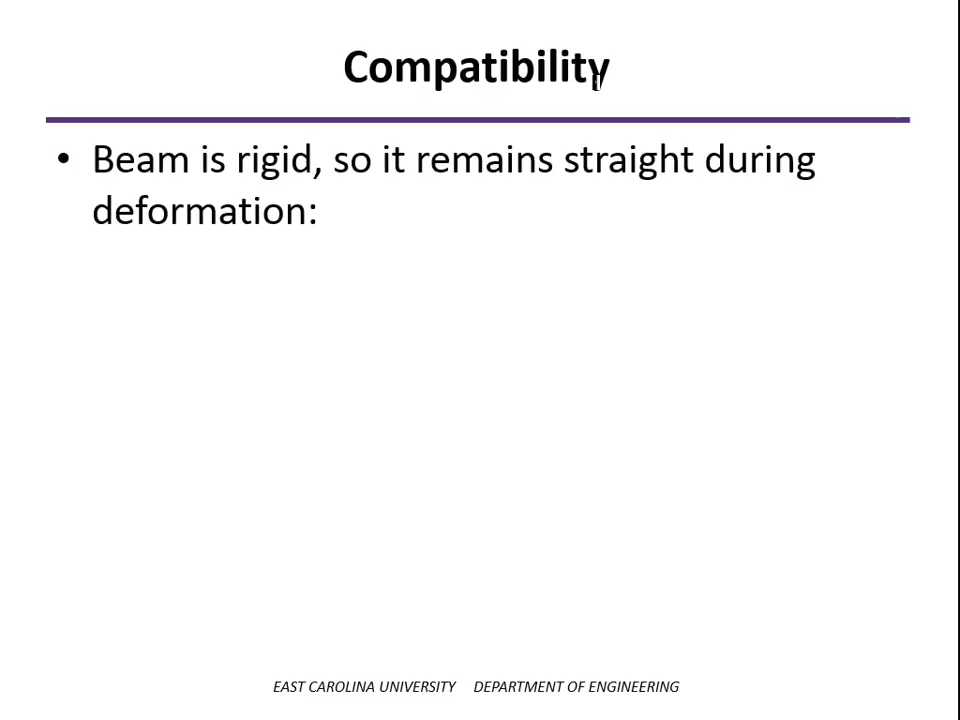 Compatibility
• Beam is rigid, so it remains straight during
deformation:
EAST CAROLINA UNIVERSITY DEPARTMENT OF ENGINEERING